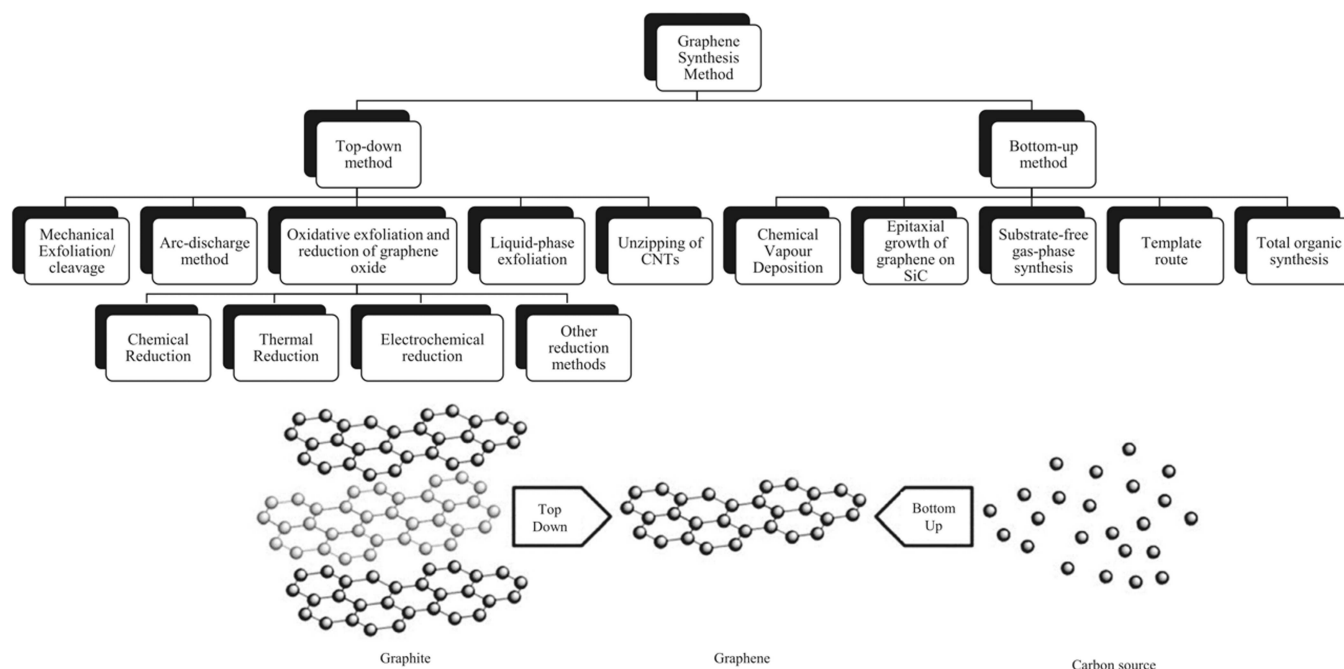 Graphene
Synthesis
Method
Top-down
method
Bottom-up
method
Mechanical
Exfoliation/
cleavage
Arc-discharge
method
Oxidative exfoliation and
reduction of graphene
oxide
Liquid-phase
exfoliation
Unzipping of
CNTs
Chemical
Vapour
Deposition
Epitaxial
growth of
graphene on
SiC
Substrate-free
gas-phase
synthesis
Template
route
Total organic
synthesis
Chemical
Reduction
Thermal
Reduction
Electrochemical
reduction
Other
reduction
methods
Top
Down
Bottom
Up
Graphite
Graphene
Carbon source